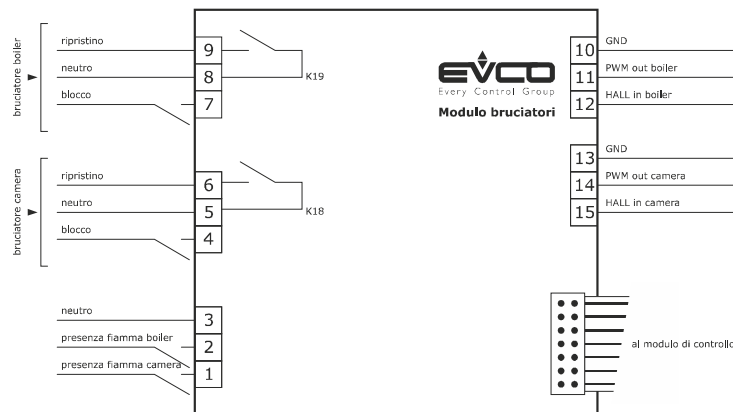 bruciatore boiler
ripristino
9
neutro
8
K19
blocco
7
bruciatore camera
ripristino
6
neutro
5
K18
blocco
4
neutro
3
presenza fiamma boiler
2
presenza fiamma camera
1
EVCO
Every Control Group
Modulo bruciatori
10
GND
11
PWM out boiler
12
HALL in boiler
13
GND
14
PWM out camera
15
HALL in camera
al modulo di controllo